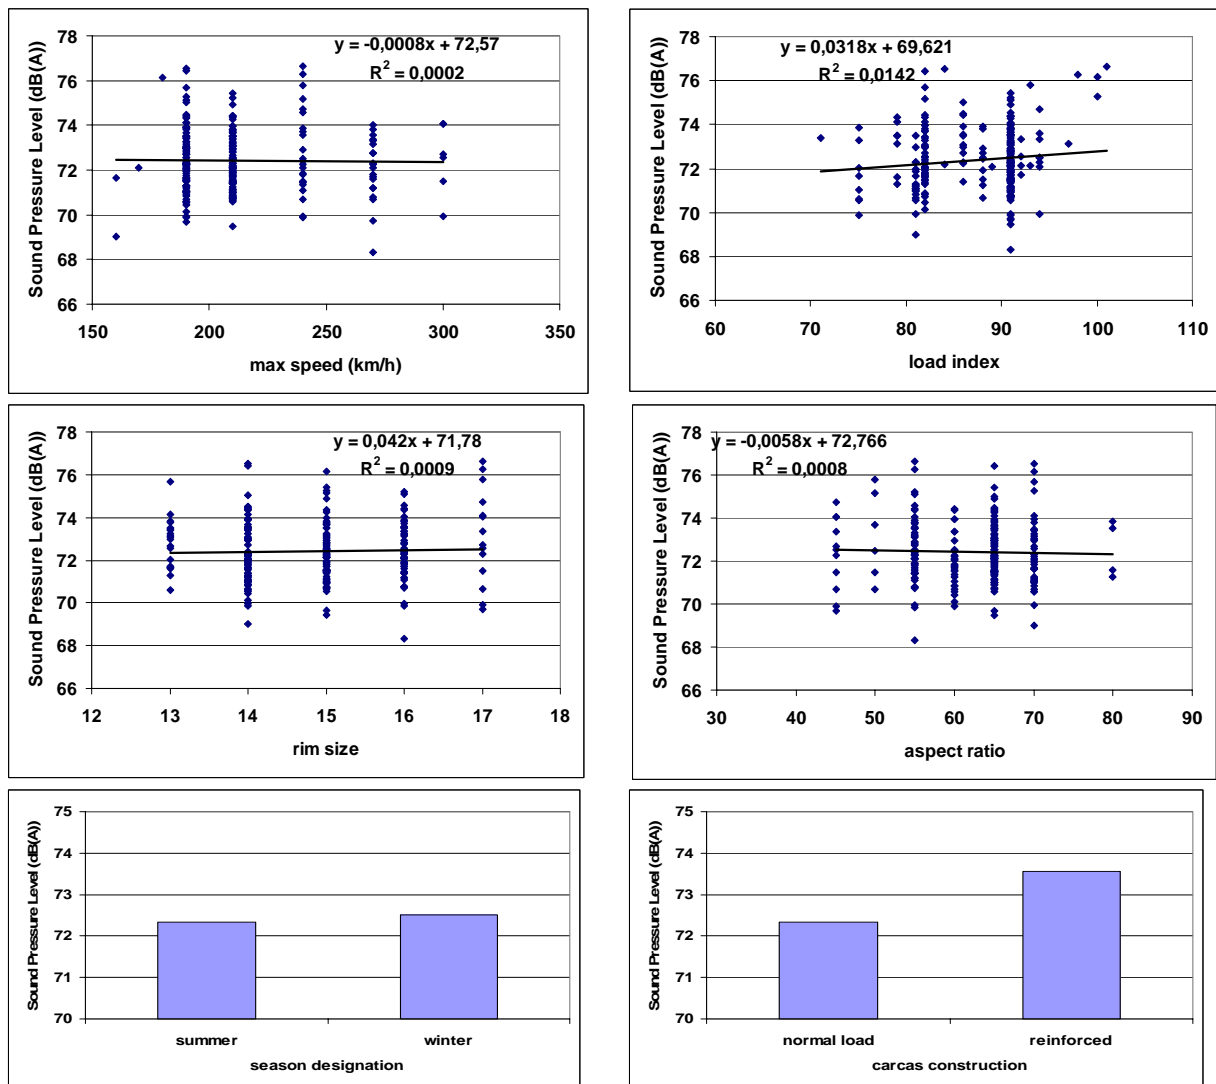 y = -0,0008x + 72,57
R² = 0,0002
Sound Pressure Level (dB(A))
78
76
74
72
70
68
66
150 200 250 300 350
max speed (km/h)
y = 0,0318x + 69,621
R² = 0,0142
Sound Pressure Level (dB(A))
78
76
74
72
70
68
66
60 70 80 90 100 110
load index
y = 0,042x + 71,78
R² = 0,0009
Sound Pressure Level (dB(A))
78
76
74
72
70
68
66
12 13 14 15 16 17 18
rim size
y = -0,0058x + 72,766
R² = 0,0008
Sound Pressure Level (dB(A))
78
76
74
72
70
68
66
30 40 50 60 70 80 90
aspect ratio
Sound Pressure Level (dB(A))
75
74
73
72
71
70
summer winter
season designation
Sound Pressure Level (dB(A))
75
74
73
72
71
70
normal load reinforced
carcas construction